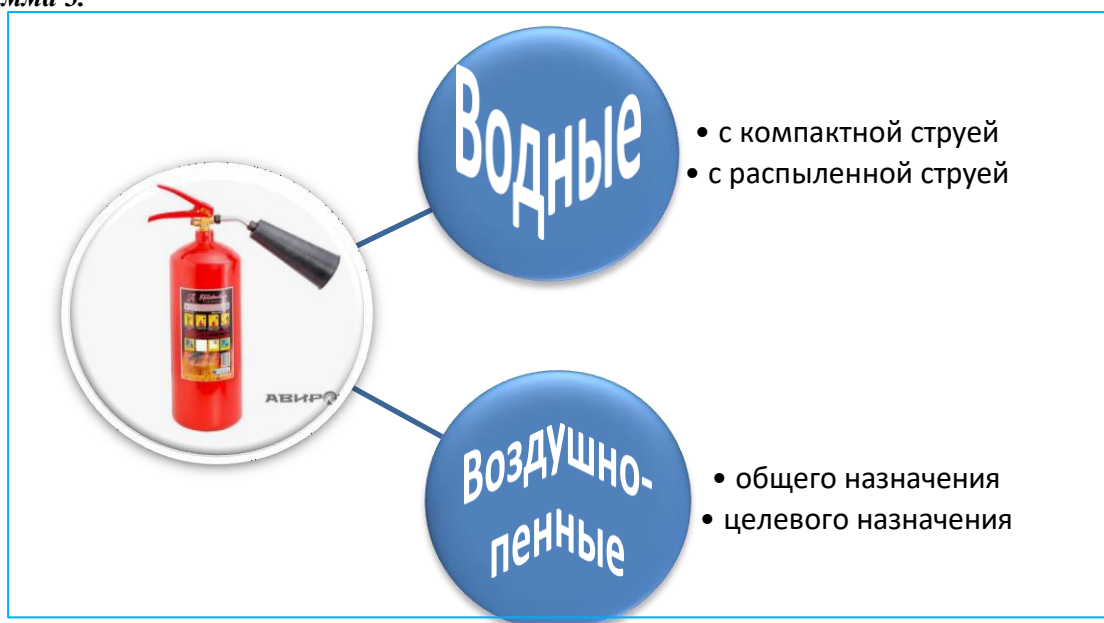 Водные
• с компактной струей
• с распыленной струей
АВИРО
Воздушно-
пенные
• общего назначения
• целевого назначения